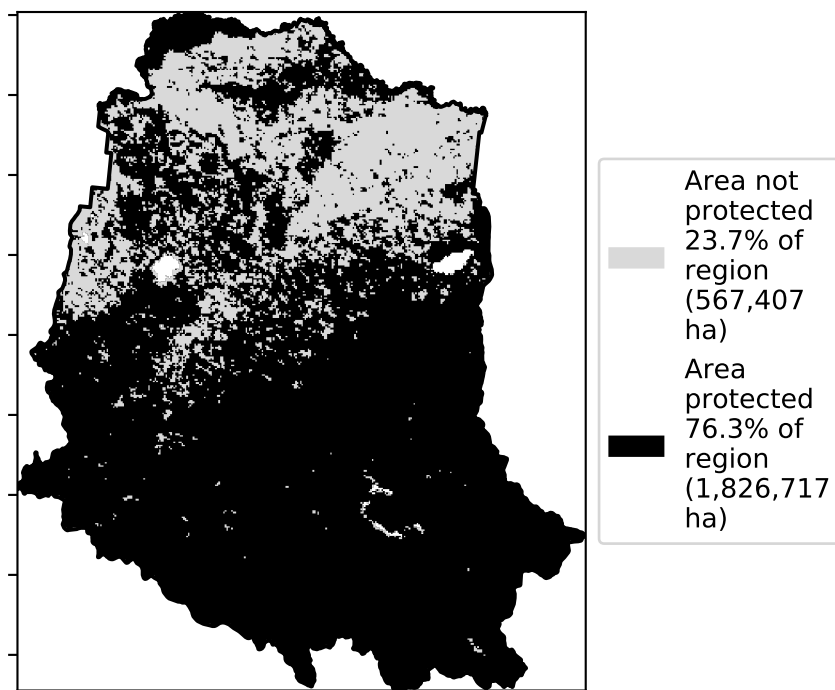 Area not
protected
23.7% of
region
(567,407
ha)
Area
protected
76.3% of
region
(1,826,717
ha)